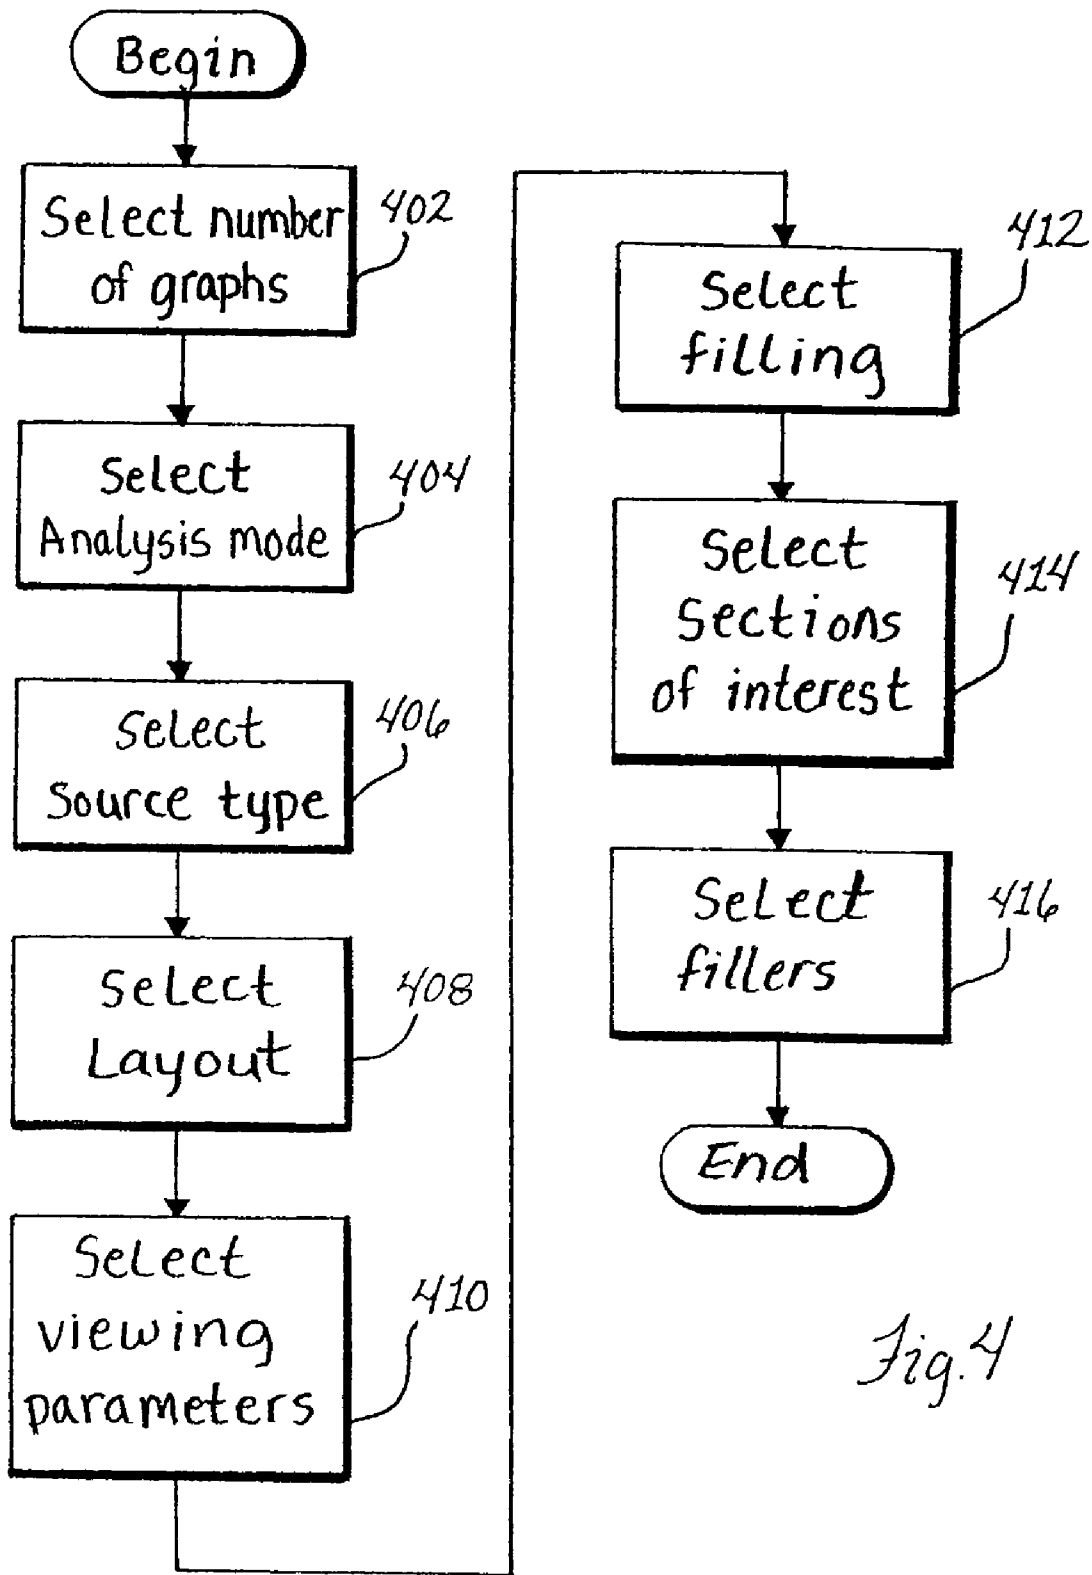 Begin
Select number
of graphs
402
Select
Analysis mode
404
Select
Source type
406
Select
Layout
408
Select
viewing
parameters
410
Select
filling
412
Select
Sections
of interest
414
Select
fillers
416
End
Fig.4